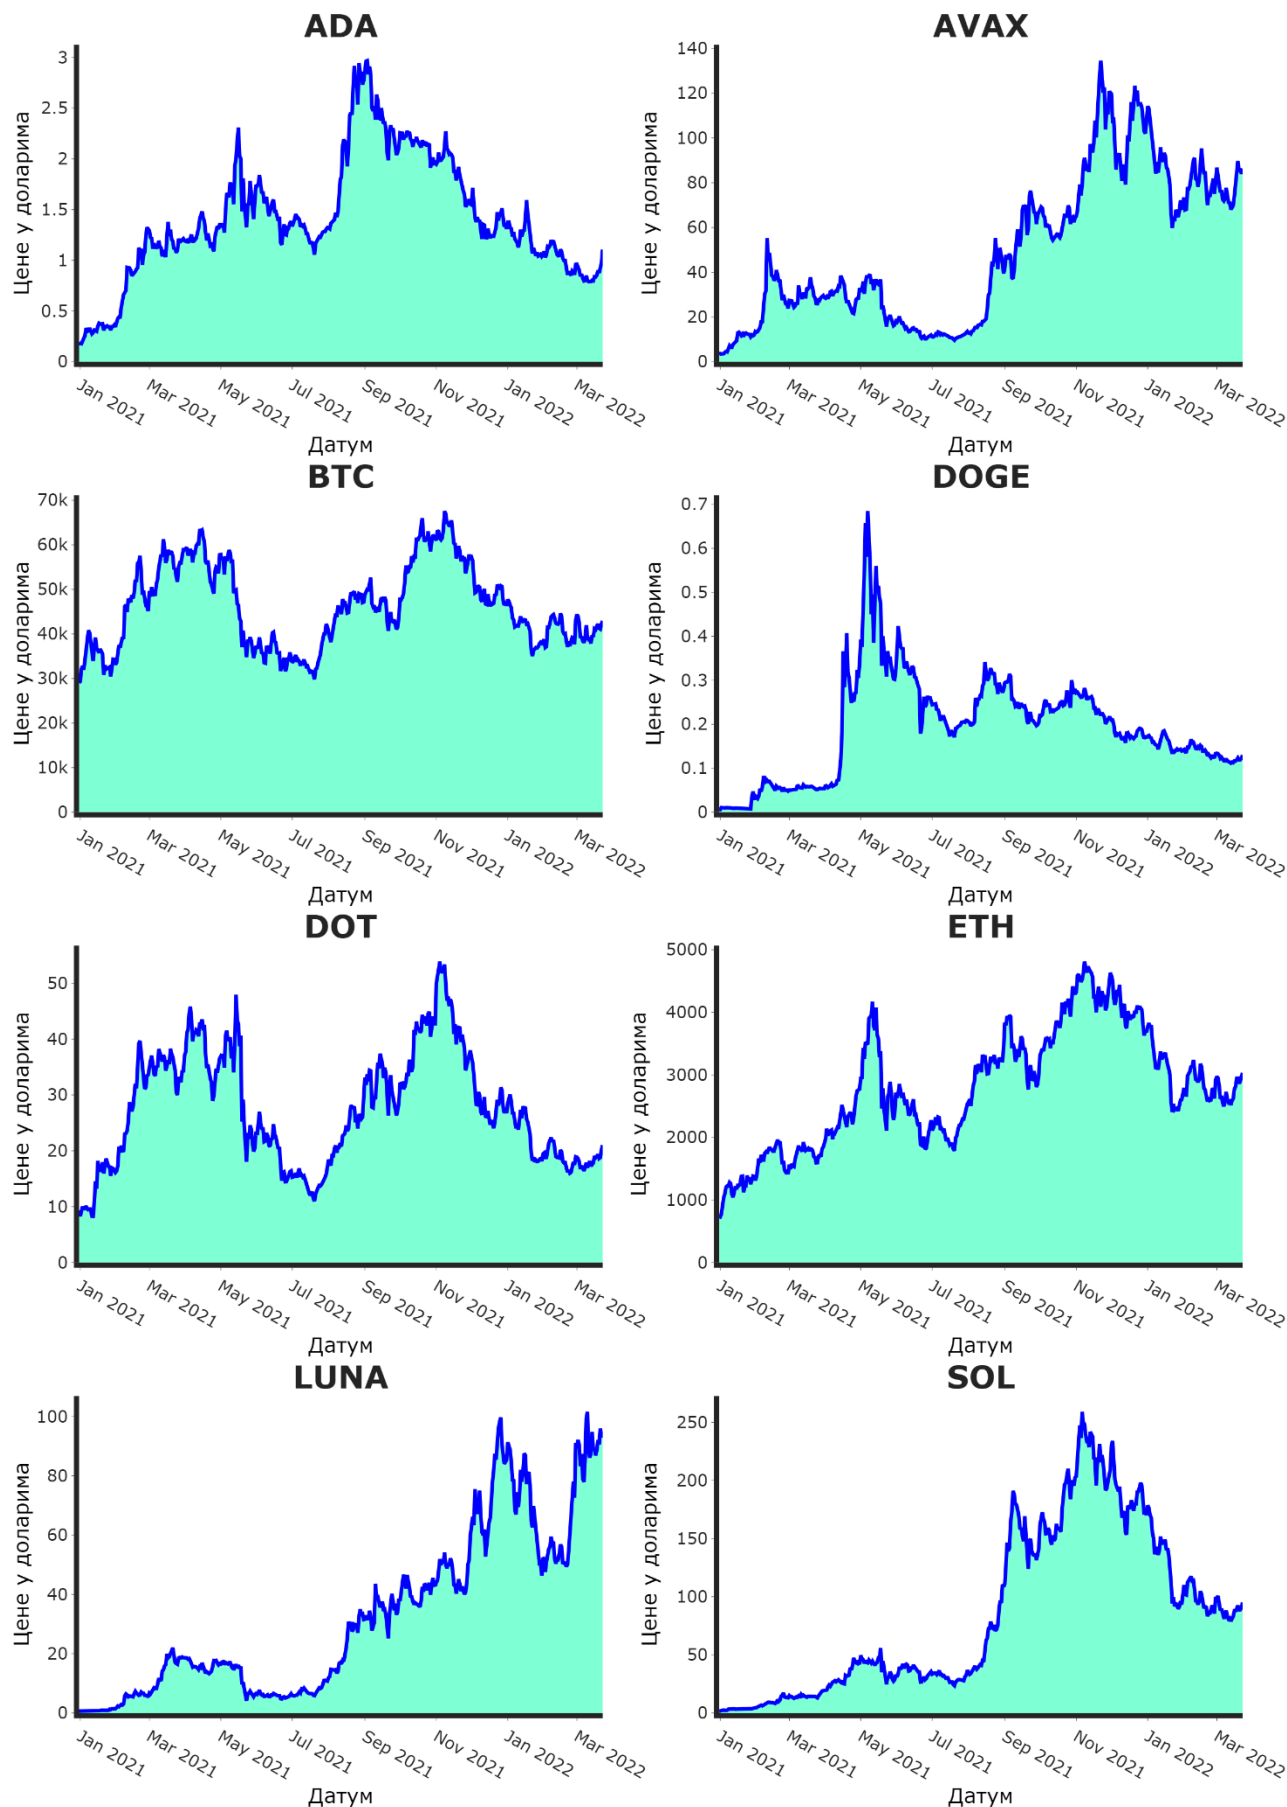 ADA
Цене у доларима
3
2.5
2
1.5
1
0.5
0
Jan 2021
Mar 2021
May 2021
Jul 2021
Sep 2021
Nov 2021
Jan 2022
Mar 2022
Датум
AVAX
Цене у доларима
140
120
100
80
60
40
20
0
Jan 2021
Mar 2021
May 2021
Jul 2021
Sep 2021
Nov 2021
Jan 2022
Mar 2022
Датум
BTC
Цене у доларима
70k
60k
50k
40k
30k
20k
10k
0
Jan 2021
Mar 2021
May 2021
Jul 2021
Sep 2021
Nov 2021
Jan 2022
Mar 2022
Датум
DOGE
Цене у доларима
0.7
0.6
0.5
0.4
0.3
0.2
0.1
0
Jan 2021
Mar 2021
May 2021
Jul 2021
Sep 2021
Nov 2021
Jan 2022
Mar 2022
Датум
DOT
Цене у доларима
50
40
30
20
10
0
Jan 2021
Mar 2021
May 2021
Jul 2021
Sep 2021
Nov 2021
Jan 2022
Mar 2022
Датум
ETH
Цене у доларима
5000
4000
3000
2000
1000
0
Jan 2021
Mar 2021
May 2021
Jul 2021
Sep 2021
Nov 2021
Jan 2022
Mar 2022
Датум
LUNA
Цене у доларима
100
80
60
40
20
0
Jan 2021
Mar 2021
May 2021
Jul 2021
Sep 2021
Nov 2021
Jan 2022
Mar 2022
Датум
SOL
Цене у доларима
250
200
150
100
50
0
Jan 2021
Mar 2021
May 2021
Jul 2021
Sep 2021
Nov 2021
Jan 2022
Mar 2022
Датум